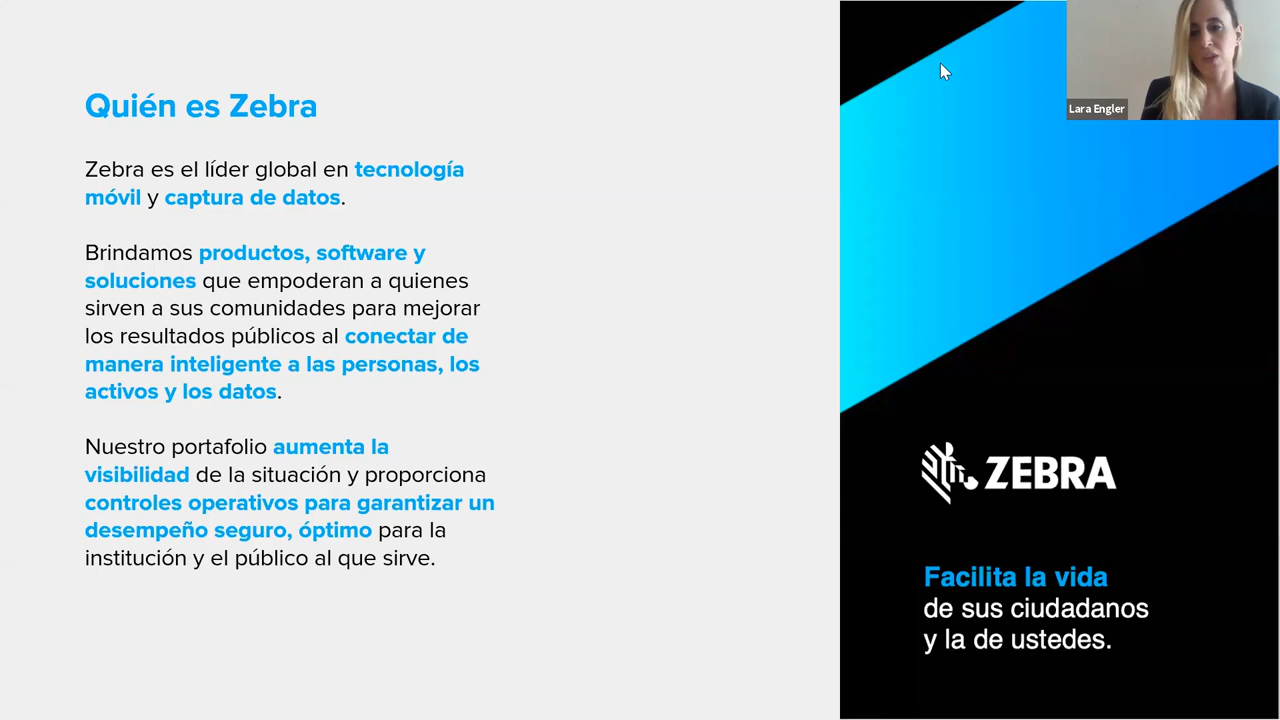 Quién es Zebra
Zebra es el líder global en tecnología
móvil y captura de datos.
Brindamos productos, software y
soluciones que empoderan a quienes
sirven a sus comunidades para mejorar
los resultados públicos al conectar de
manera inteligente a las personas, los
activos y los datos.
Nuestro portafolio aumenta la
visibilidad de la situación y proporciona
controles operativos para garantizar un
desempeño seguro, óptimo para la
institución y el público al que sirve.
Lara Engler
ZEBRA
Facilita la vida
de sus ciudadanos
y la de ustedes.